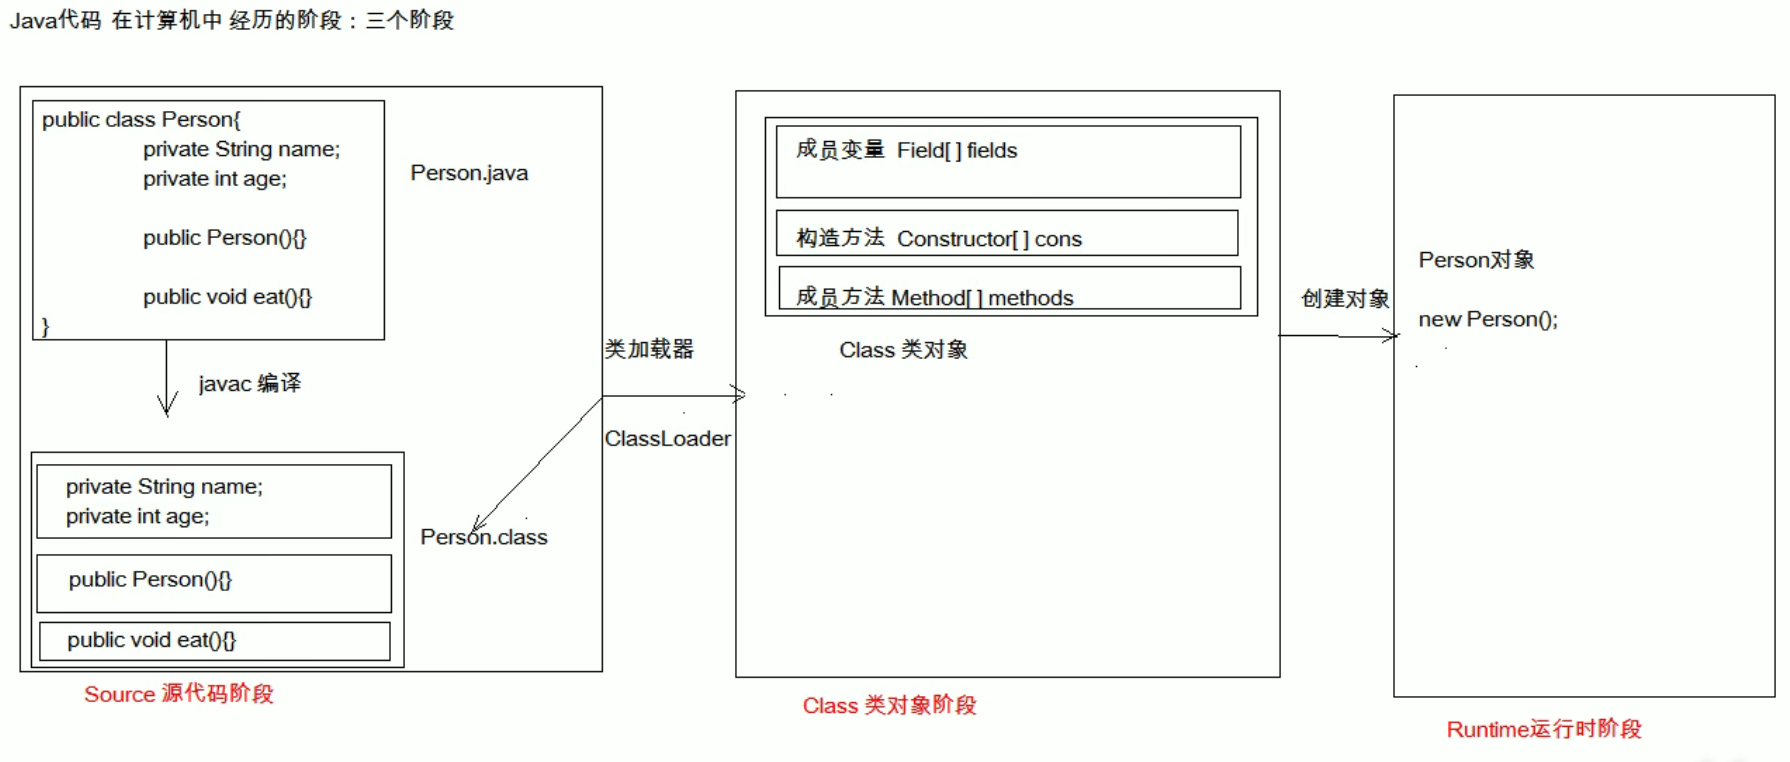 Java代码 在计算机中 经历的阶段：三个阶段
public class Person{
private String name;
private int age;
public Person(){}
public void eat(){}
}
Person.java
javac 编译
private String name;
private int age;
public Person(){}
public void eat(){}
Person.class
Source 源代码阶段
类加载器
ClassLoader
成员变量 Field[ ] fields
构造方法 Constructor[ ] cons
成员方法 Method[ ] methods
Class 类对象
Class 类对象阶段
创建对象
Person对象
new Person();
Runtime运行时阶段